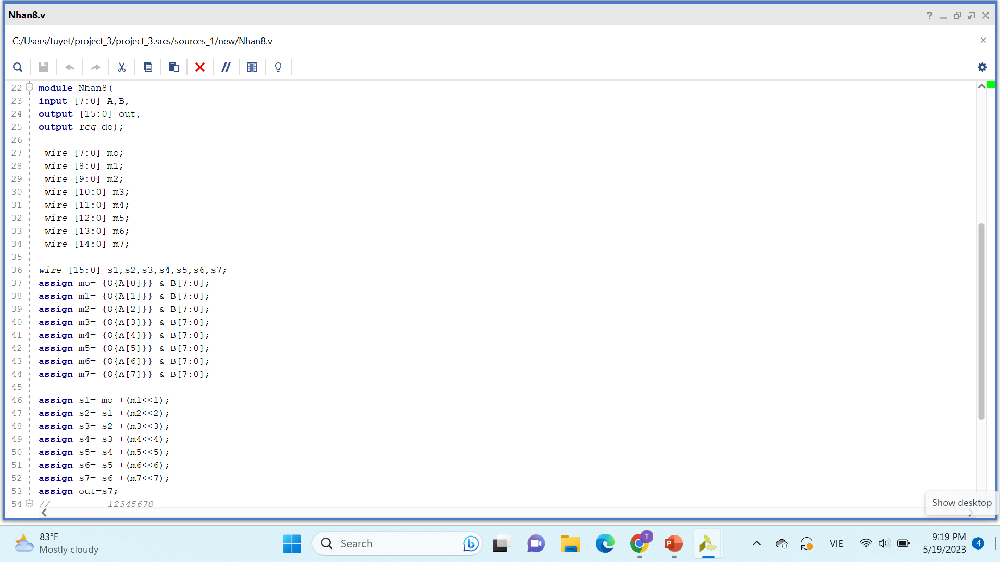 Nhan8.v
C:/Users/tuyet/project_3/project_3.srcs/sources_1/new/Nhan8.v
22 module Nhan8(
23 input [7:0] A,B,
24 output [15:0] out,
25 output reg do);
26
27 wire [7:0] mo;
28 wire [8:0] m1;
29 wire [9:0] m2;
30 wire [10:0] m3;
31 wire [11:0] m4;
32 wire [12:0] m5;
33 wire [13:0] m6;
34 wire [14:0] m7;
35
36 wire [15:0] s1,s2,s3,s4,s5,s6,s7;
37 assign mo= {8{A[0]}} & B[7:0];
38 assign m1= {8{A[1]}} & B[7:0];
39 assign m2= {8{A[2]}} & B[7:0];
40 assign m3= {8{A[3]}} & B[7:0];
41 assign m4= {8{A[4]}} & B[7:0];
42 assign m5= {8{A[5]}} & B[7:0];
43 assign m6= {8{A[6]}} & B[7:0];
44 assign m7= {8{A[7]}} & B[7:0];
45
46 assign s1= mo +(m1<<1);
47 assign s2= s1 +(m2<<2);
48 assign s3= s2 +(m3<<3);
49 assign s4= s3 +(m4<<4);
50 assign s5= s4 +(m5<<5);
51 assign s6= s5 +(m6<<6);
52 assign s7= s6 +(m7<<7);
53 assign out=s7;
54 // 12345678
Show desktop
83°F
Mostly cloudy
Search
T
P
VIE
9:19 PM
5/19/2023
4